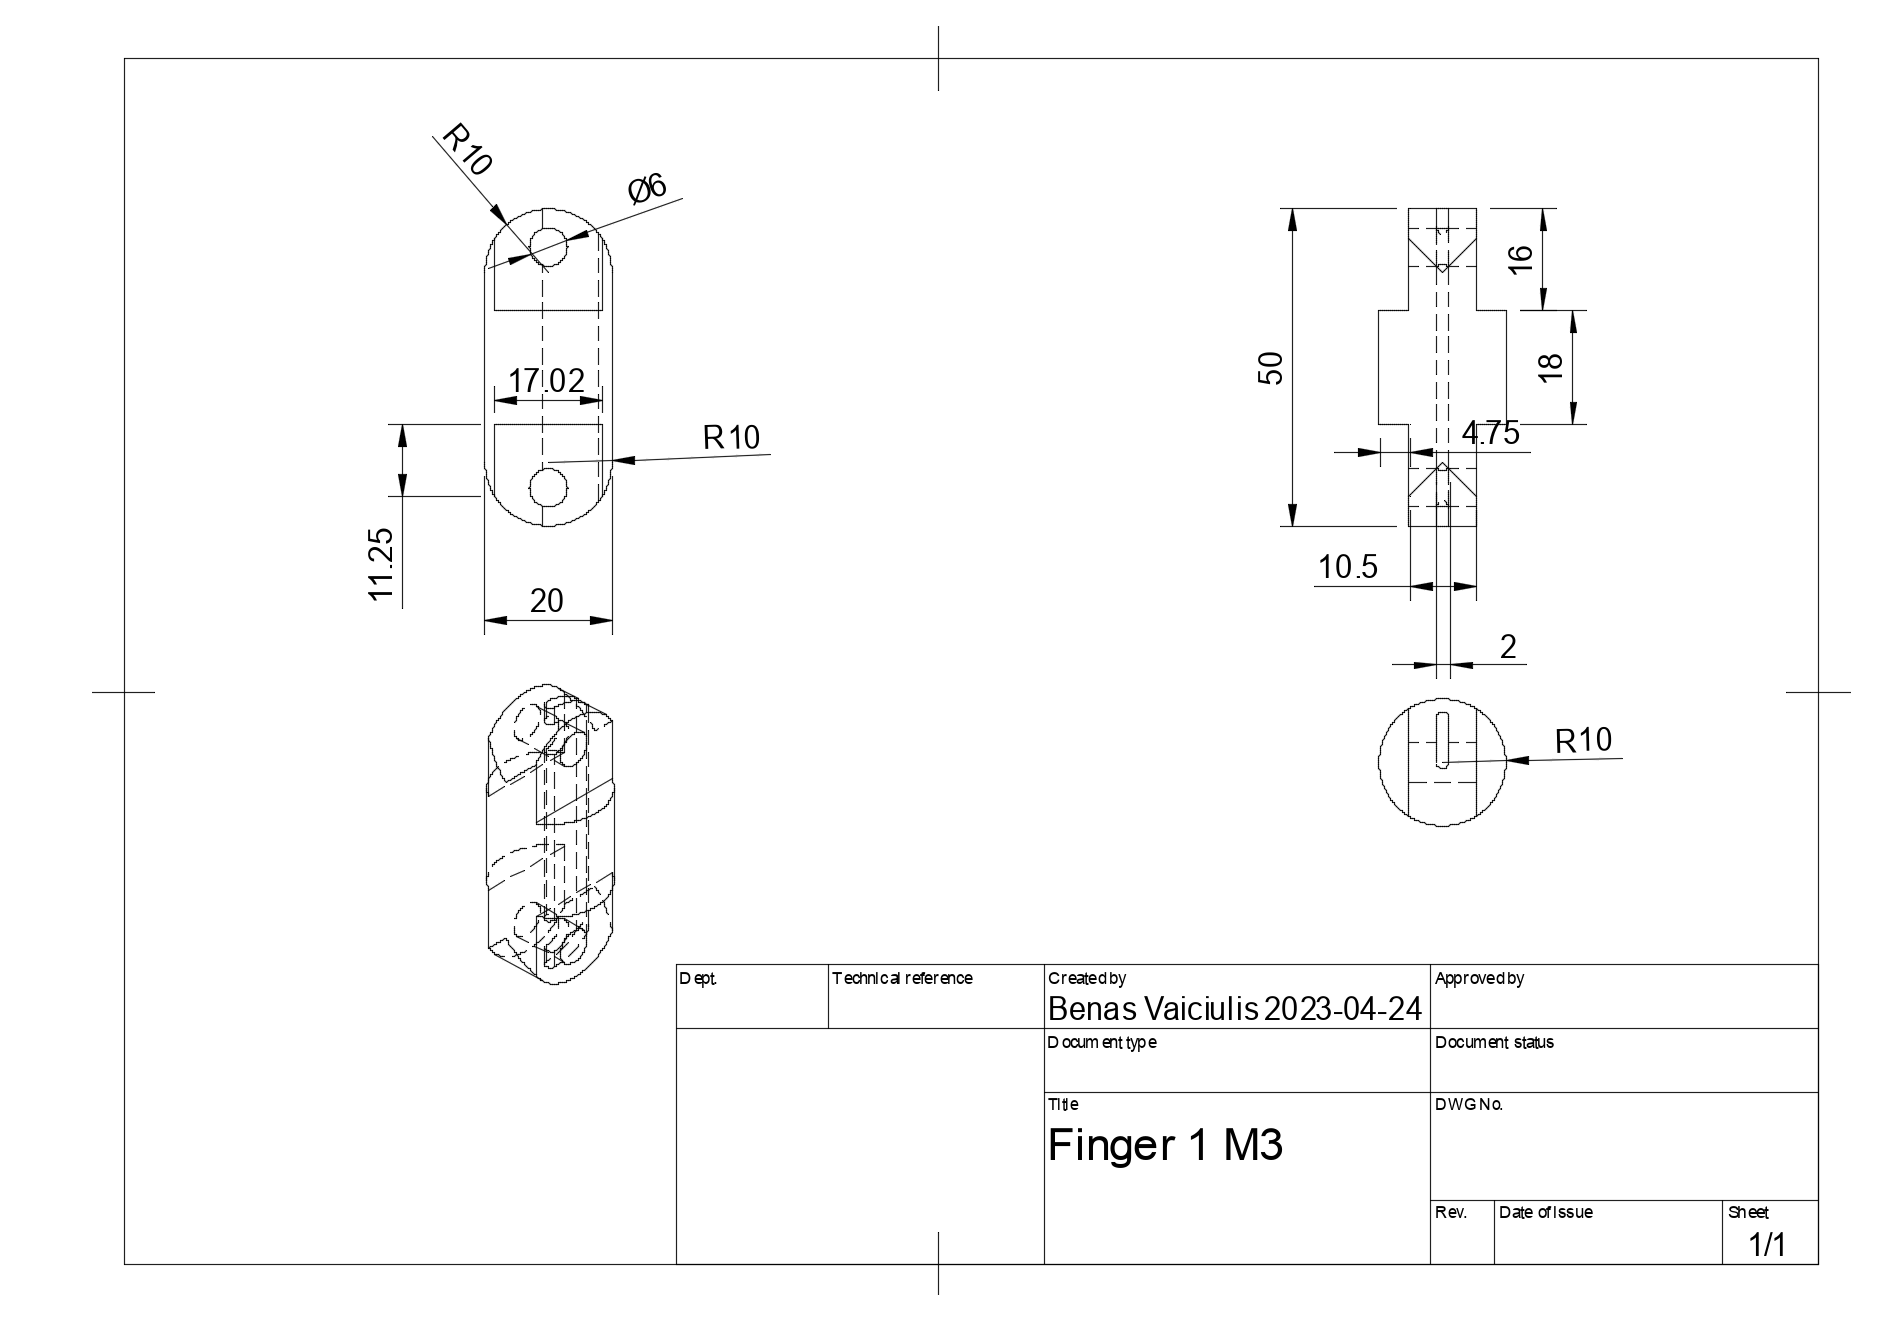 R10
Ø6
17.02
R10
11.25
20
50
16
18
4.75
10.5
2
R10
Dept.
Technical reference
Created by
Benas Vaiciulis 2023-04-24
Approved by
Document type
Document status
Title
Finger 1 M3
DWG No.
Rev.
Date of issue
Sheet
1/1